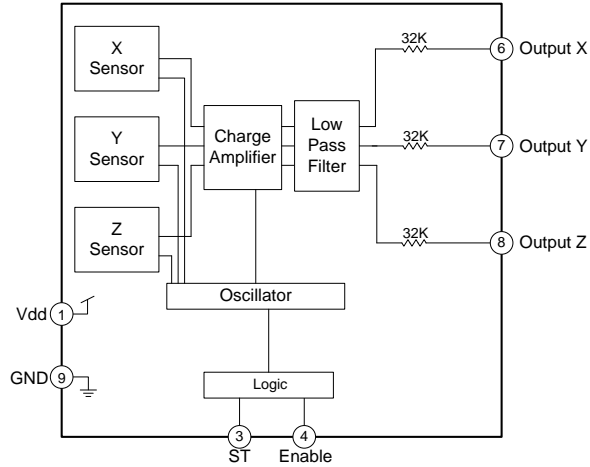 X
Sensor
Y
Sensor
Z
Sensor
Charge
Amplifier
Low
Pass
Filter
32K
6 Output X
32K
7 Output Y
32K
8 Output Z
Oscillator
Vdd 1
GND 9
Logic
3
ST
4
Enable